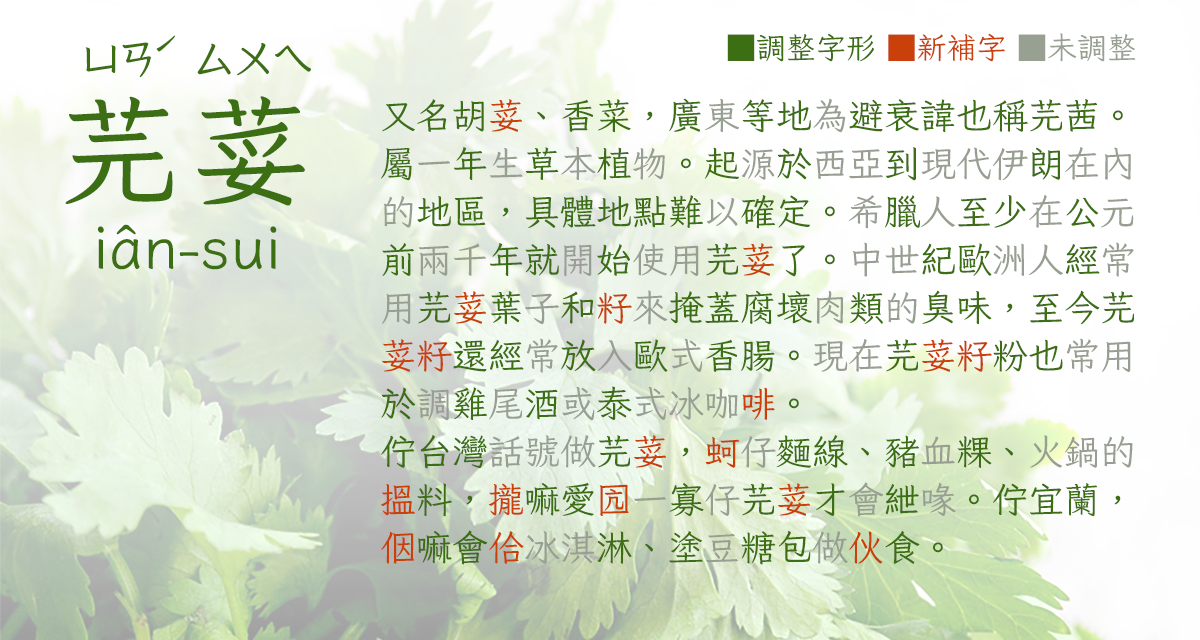 ㄩㄢˊ ㄙㄨㄟ
芫荽
iân-sui
■調整字形 ■新補字 ■未調整
又名胡荽、香菜，廣東等地為避衰諱也稱芫茜。
屬一年生草本植物。起源於西亞到現代伊朗在內
的地區，具體地點難以確定。希臘人至少在公元
前兩千年就開始使用芫荽了。中世紀歐洲人經常
用芫荽葉子和籽來掩蓋腐壞肉類的臭味，至今芫
荽籽還經常放入歐式香腸。現在芫荽籽粉也常用
於調雞尾酒或泰式冰咖啡。
佇台灣話號做芫荽，蚵仔麵線、豬血粿、火鍋的
搵料，攏嘛愛囥一寡仔芫荽才會紲喙。佇宜蘭，
𪜶嘛會佮冰淇淋、塗豆糖包做伙食。